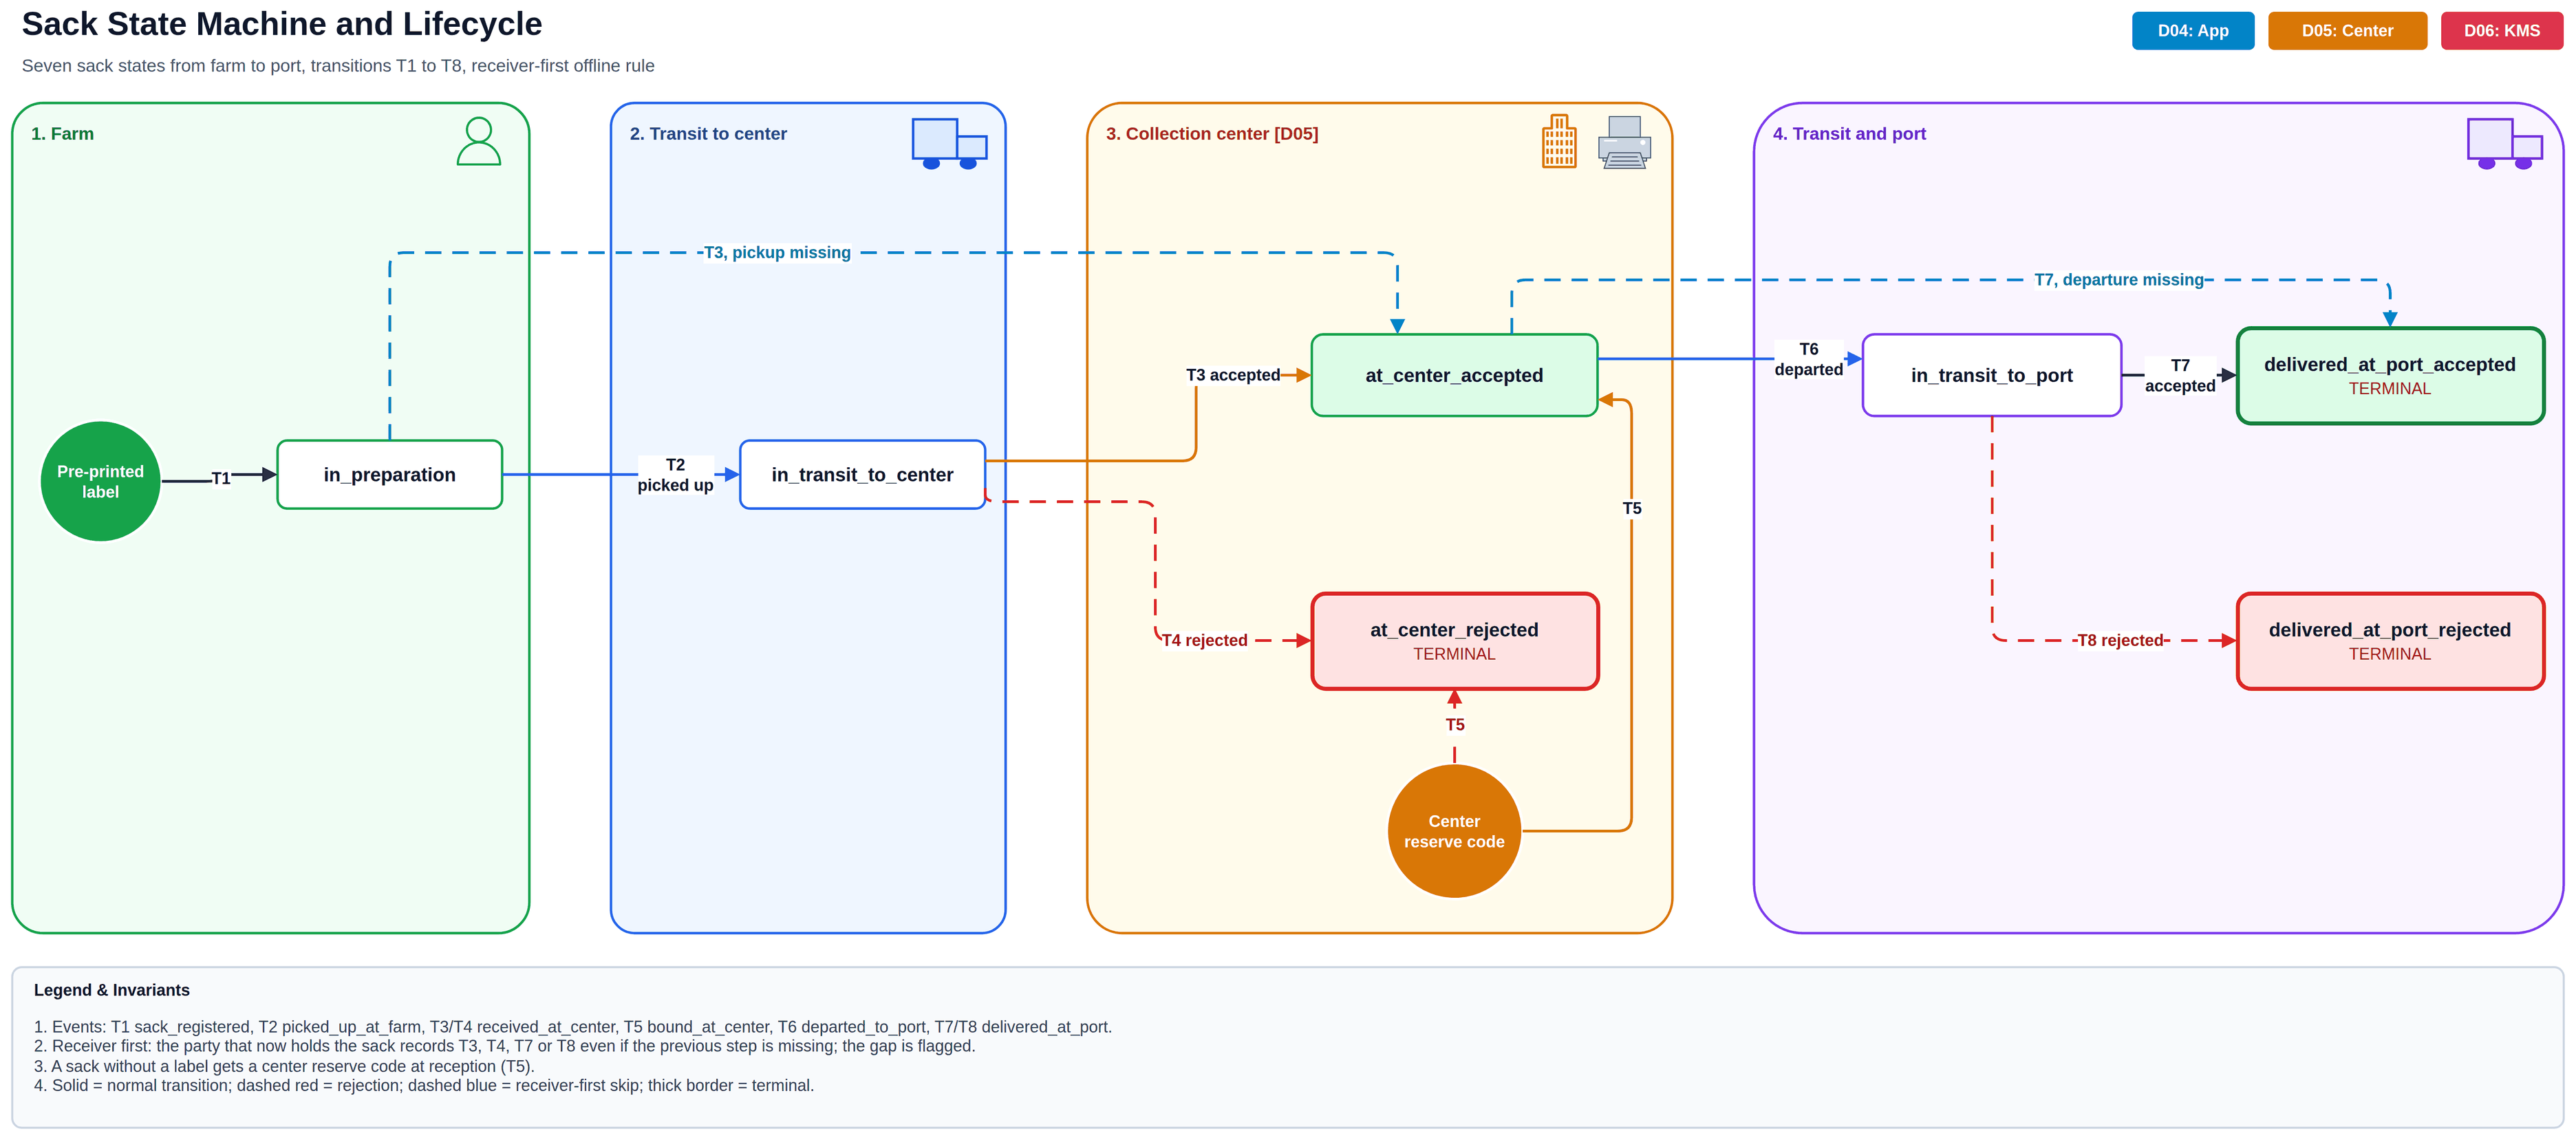 Sack State Machine and Lifecycle
Seven sack states from farm to port, transitions T1 to T8, receiver-first offline rule
D04: App
D05: Center
D06: KMS
1. Farm
2. Transit to center
3. Collection center [D05]
4. Transit and port
T3, pickup missing
T7, departure missing
Pre-printed
label
T1
in_preparation
T2
picked up
in_transit_to_center
T3 accepted
at_center_accepted
T6
departed
in_transit_to_port
T7
accepted
delivered_at_port_accepted
TERMINAL
T5
T4 rejected
at_center_rejected
TERMINAL
T8 rejected
delivered_at_port_rejected
TERMINAL
T5
Center
reserve code
Legend & Invariants
1. Events: T1 sack_registered, T2 picked_up_at_farm, T3/T4 received_at_center, T5 bound_at_center, T6 departed_to_port, T7/T8 delivered_at_port.
2. Receiver first: the party that now holds the sack records T3, T4, T7 or T8 even if the previous step is missing; the gap is flagged.
3. A sack without a label gets a center reserve code at reception (T5).
4. Solid = normal transition; dashed red = rejection; dashed blue = receiver-first skip; thick border = terminal.